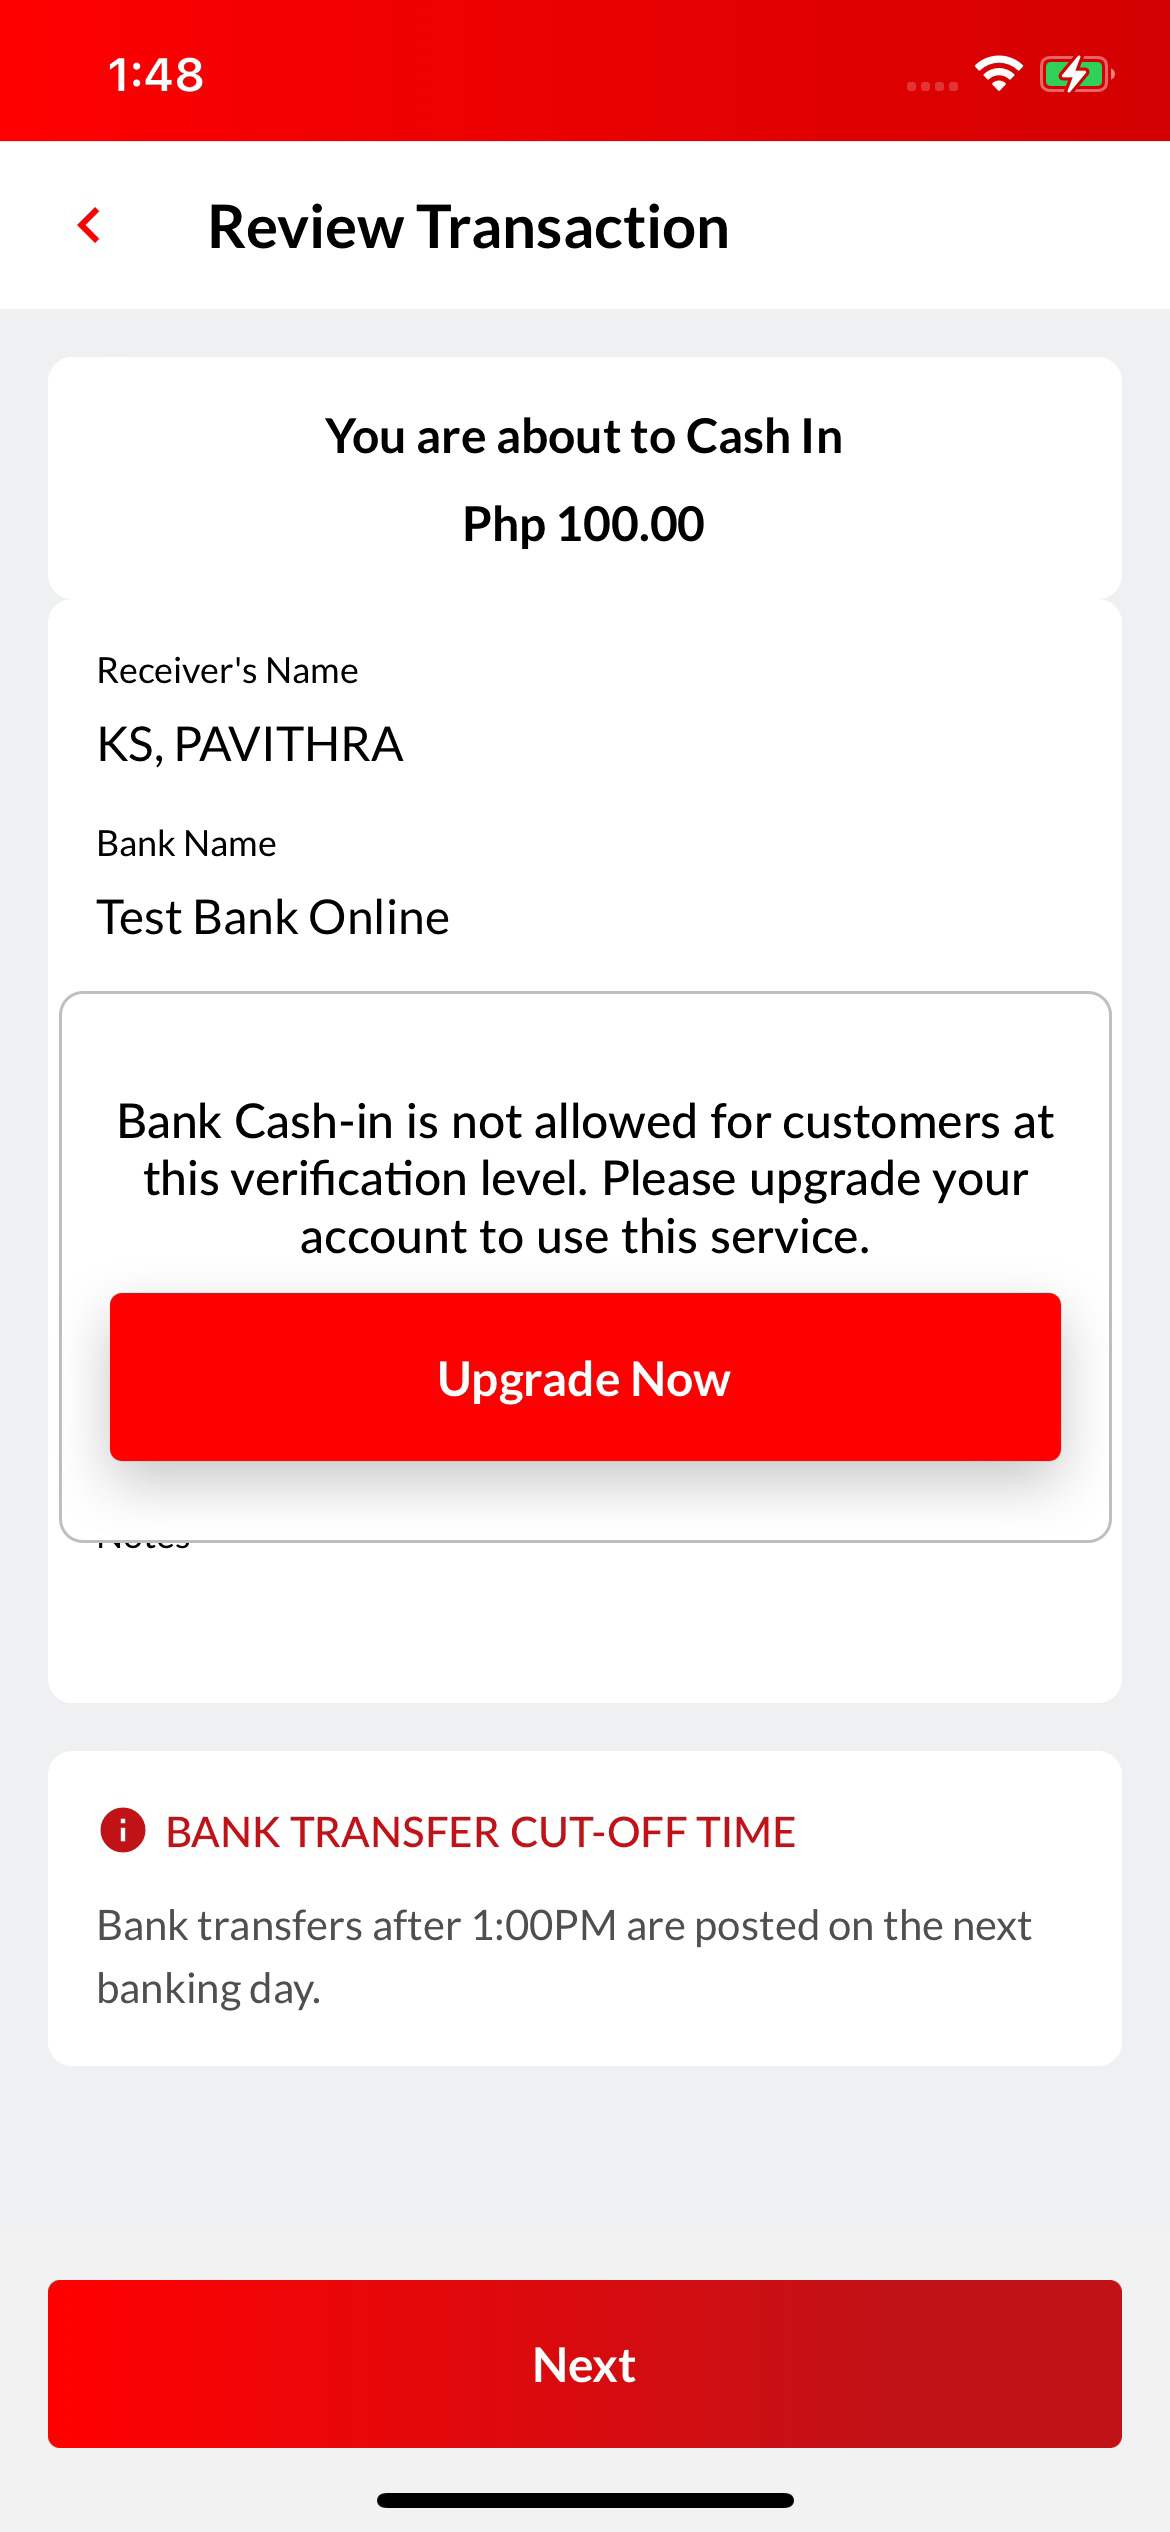 1:48
Review Transaction
You are about to Cash In
Php 100.00
Receiver's Name
KS, PAVITHRA
Bank Name
Test Bank Online
Bank Cash-in is not allowed for customers at
this verification level. Please upgrade your
account to use this service.
Upgrade Now
Notes
BANK TRANSFER CUT-OFF TIME
Bank transfers after 1:00PM are posted on the next
banking day.
Next